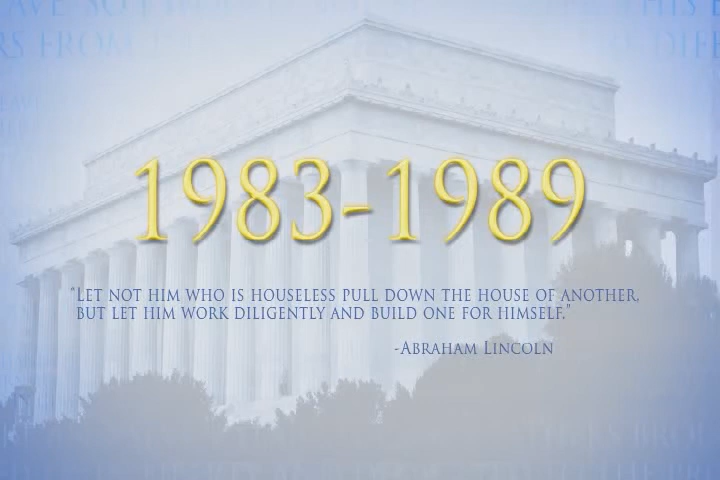 1983-1989
"LET NOT HIM WHO IS HOUSELESS PULL DOWN THE HOUSE OF ANOTHER,
BUT LET HIM WORK DILIGENTLY AND BUILD ONE FOR HIMSELF."
-ABRAHAM LINCOLN